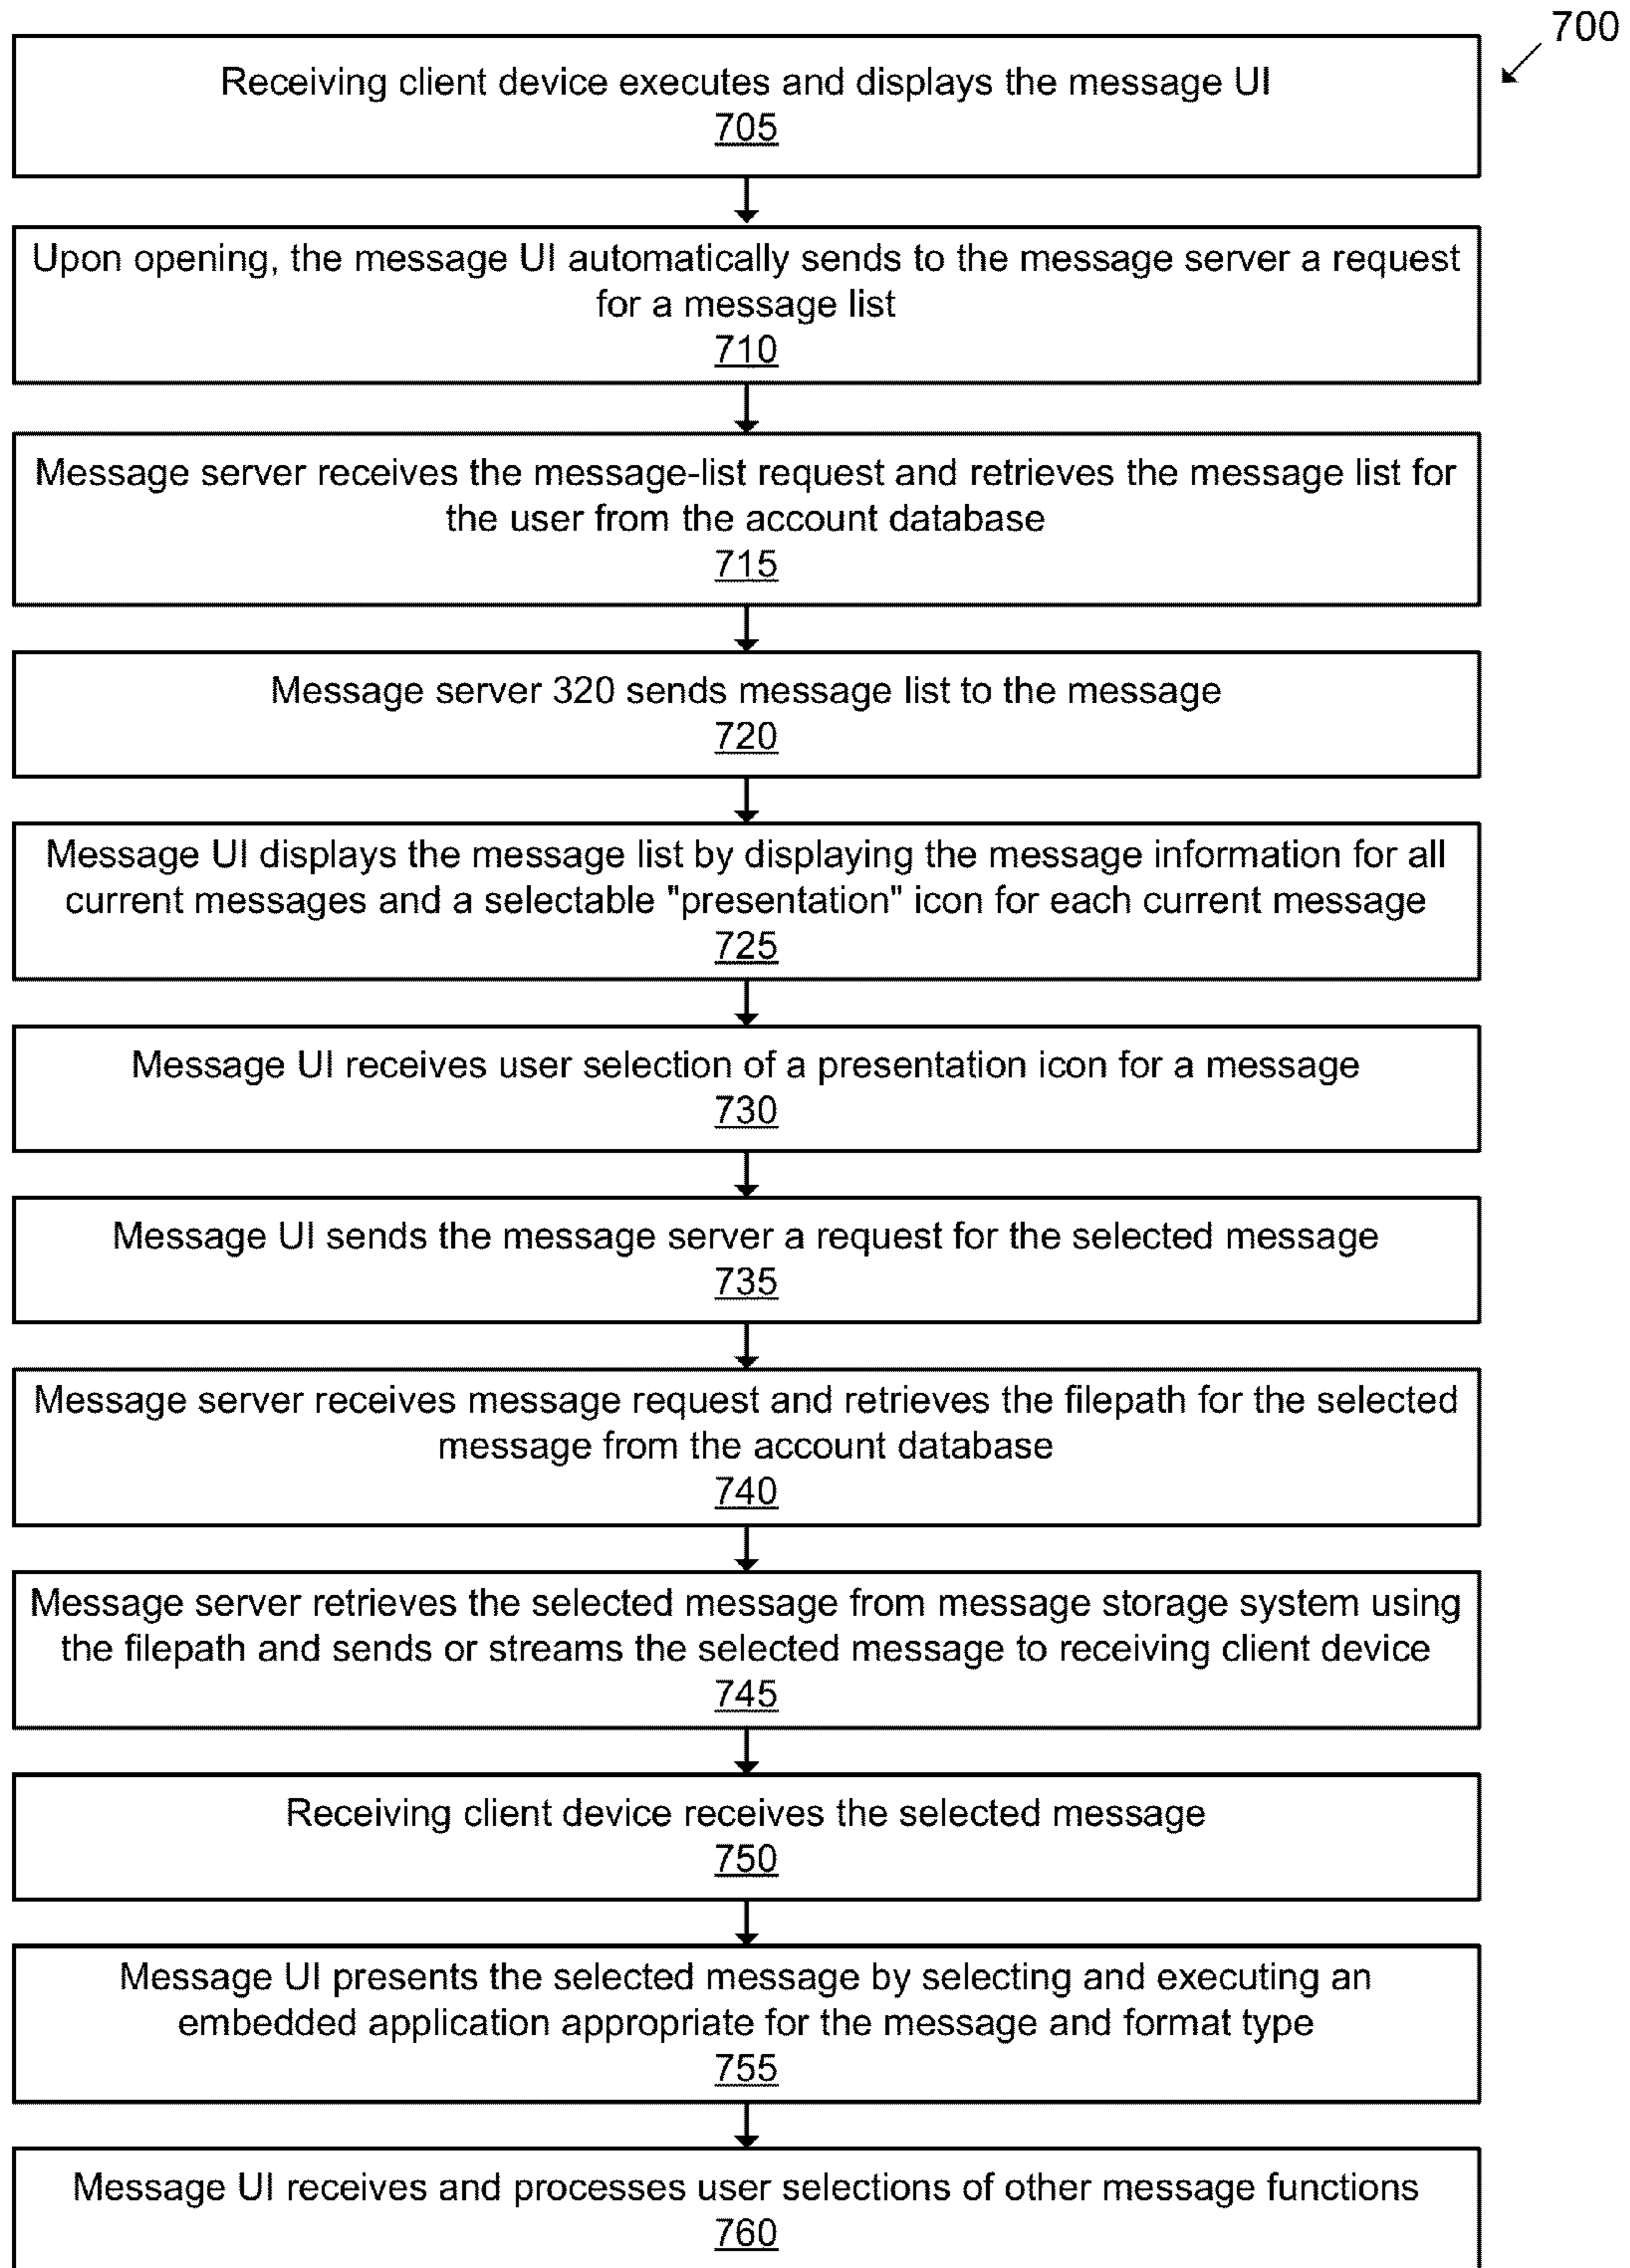 700
Receiving client device executes and displays the message UI
705
Upon opening, the message UI automatically sends to the message server a request
for a message list
710
Message server receives the message-list request and retrieves the message list for
the user from the account database
715
Message server 320 sends message list to the message
720
Message UI displays the message list by displaying the message information for all
current messages and a selectable "presentation" icon for each current message
725
Message UI receives user selection of a presentation icon for a message
730
Message UI sends the message server a request for the selected message
735
Message server receives message request and retrieves the filepath for the selected
message from the account database
740
Message server retrieves the selected message from message storage system using
the filepath and sends or streams the selected message to receiving client device
745
Receiving client device receives the selected message
750
Message UI presents the selected message by selecting and executing an
embedded application appropriate for the message and format type
755
Message UI receives and processes user selections of other message functions
760